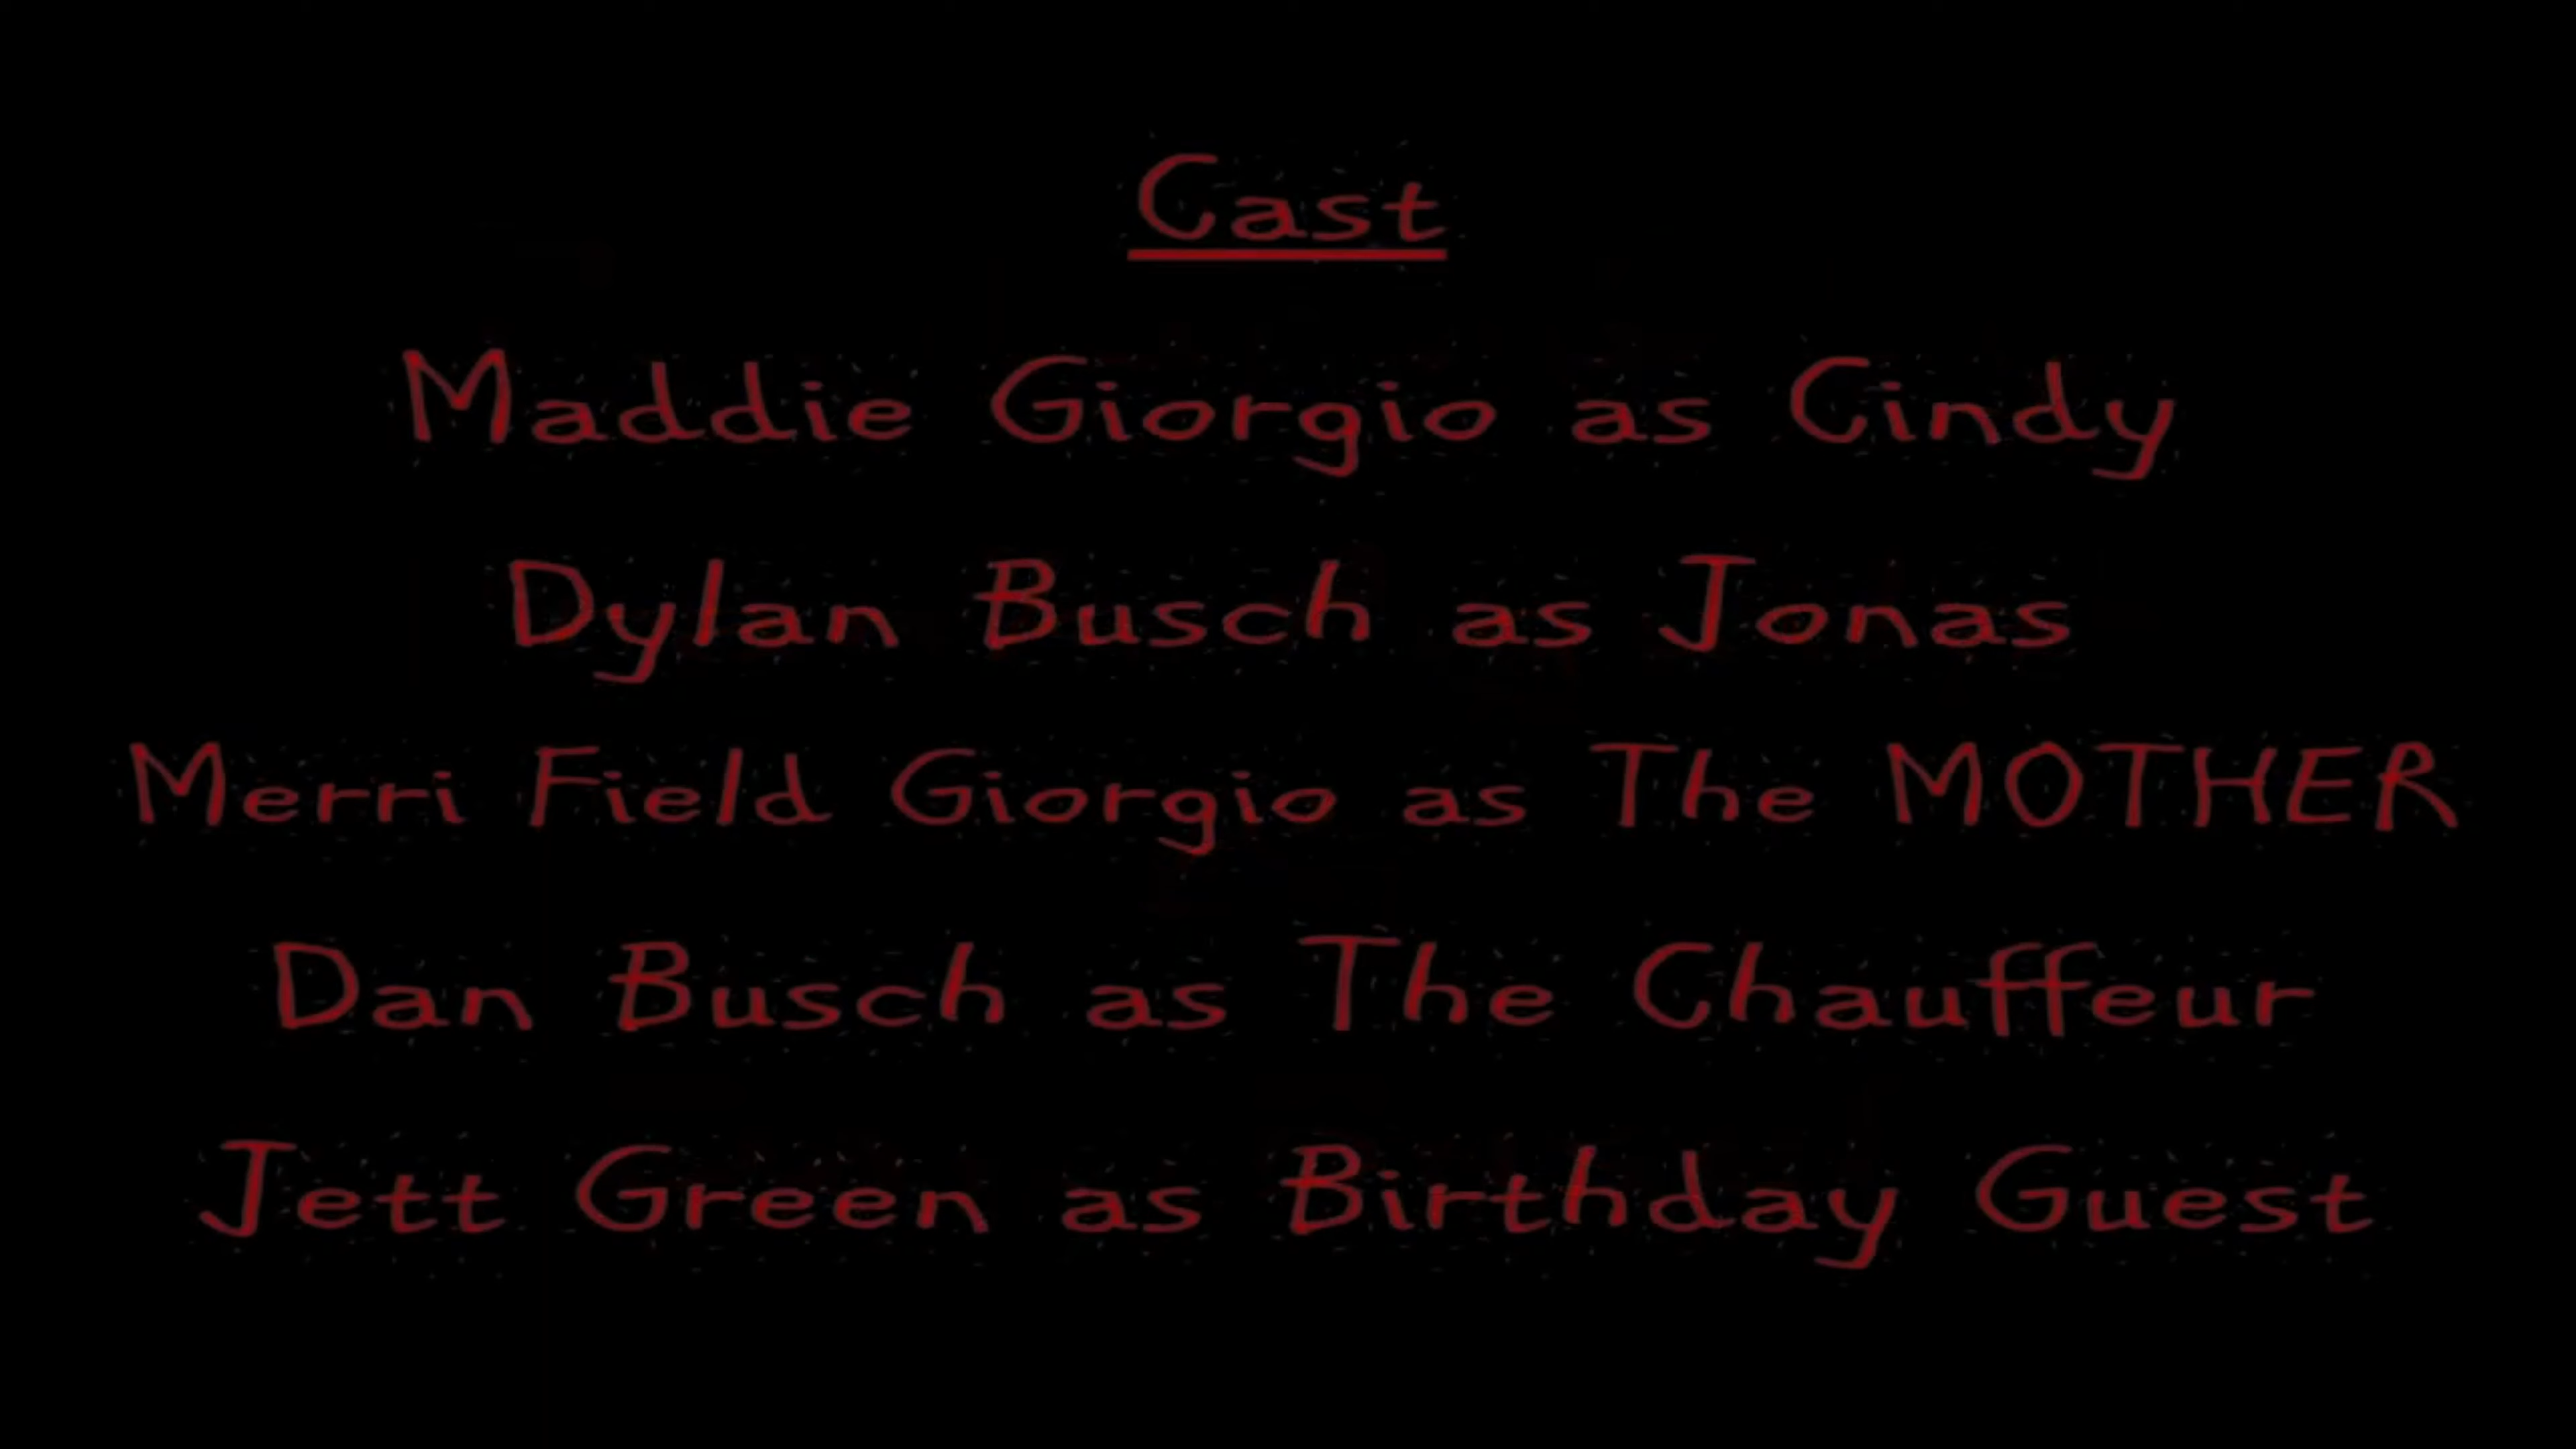 Cast
Maddie Giorgio as Cindy
Dylan Busch as Jonas
Merri Field Giorgio as The MOTHER
Dan Busch as The Chauffeur
Jett Green as Birthday Guest